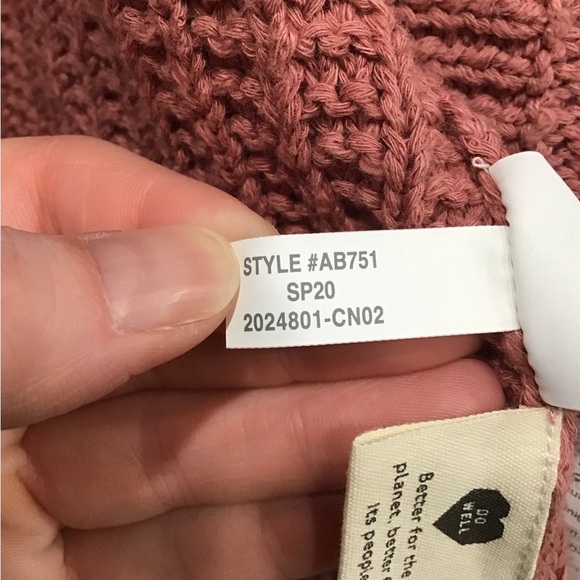 STYLE #AB751
SP20
2024801-CN02
DO
WELL
Better for the
planet, better
its people